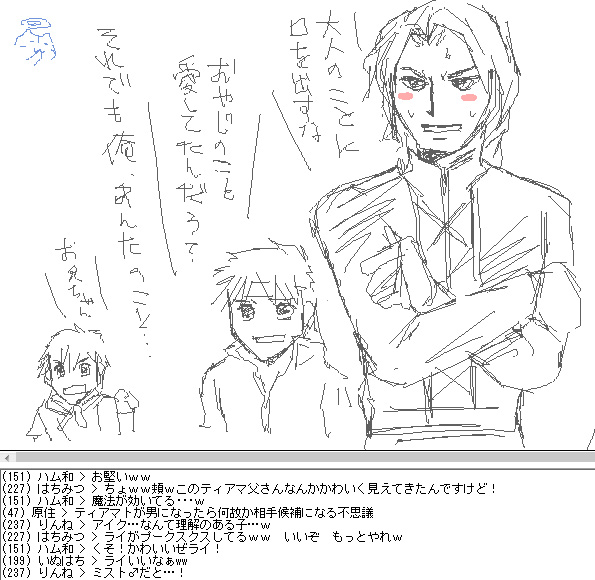 大人のことに
口を出すな
おやじのこと
愛してたんだろ?
それでも俺、あんたのこと…
お兄ちゃん
(151) ハム和 > お堅いｗｗ
(227) はちみつ > ちょｗｗ頬ｗこのティアマ父さんなんかかわいく見えてきたんですけど!
(151) ハム和 > 魔法が効いてる・・・ｗ
(47) 原住 > ティアマトが男になったら何故か相手候補になる不思議
(237) りんね > アイク…なんて理解のある子…ｗ
(227) はちみつ > ライがプークスクスしてるｗｗ　いいぞ　もっとやれｗ
(151) ハム和 > くそ!かわいいぜライ!
(199) いぬはち > ライいいなぁww
(237) りんね > ミスト♂だと…!